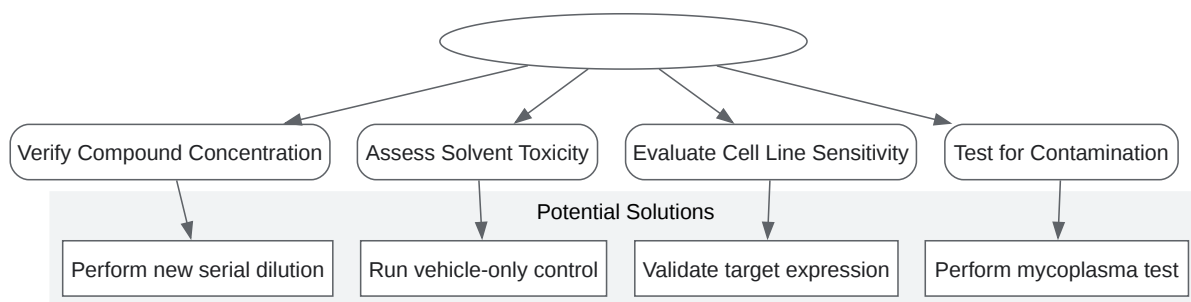 Verify Compound Concentration
Assess Solvent Toxicity
Evaluate Cell Line Sensitivity
Test for Contamination
Potential Solutions
Perform new serial dilution
Run vehicle-only control
Validate target expression
Perform mycoplasma test